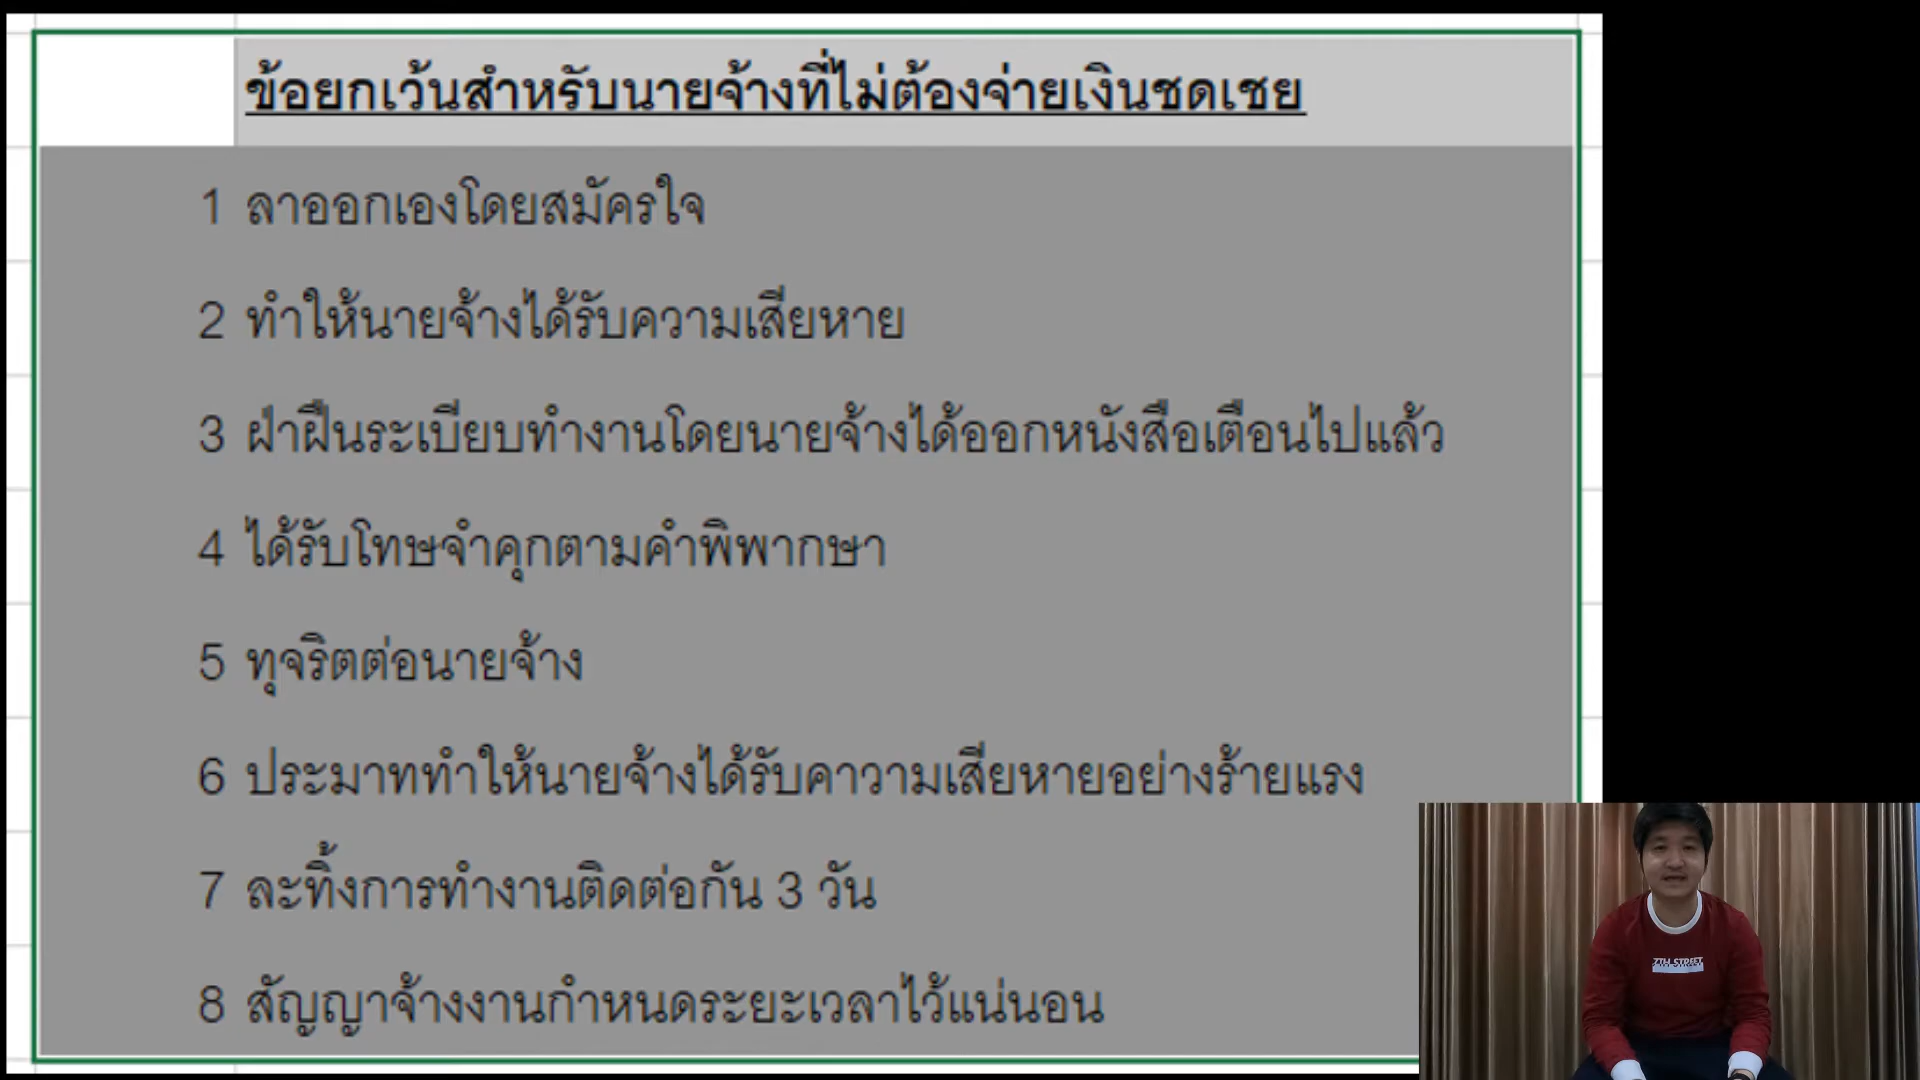 ข้อยกเว้นสำหรับนายจ้างที่ไม่ต้องจ่ายเงินชดเชย
1 ลาออกเองโดยสมัครใจ
2 ทำให้นายจ้างได้รับความเสียหาย
3 ฝ่าฝืนระเบียบทำงานโดยนายจ้างได้ออกหนังสือเตือนไปแล้ว
4 ได้รับโทษจำคุกตามคำพิพากษา
5 ทุจริตต่อนายจ้าง
6 ประมาททำให้นายจ้างได้รับคาวามเสียหายอย่างร้ายแรง
7 ละทิ้งการทำงานติดต่อกัน 3 วัน
8 สัญญาจ้างงานกำหนดระยะเวลาไว้แน่นอน
7TH STREET